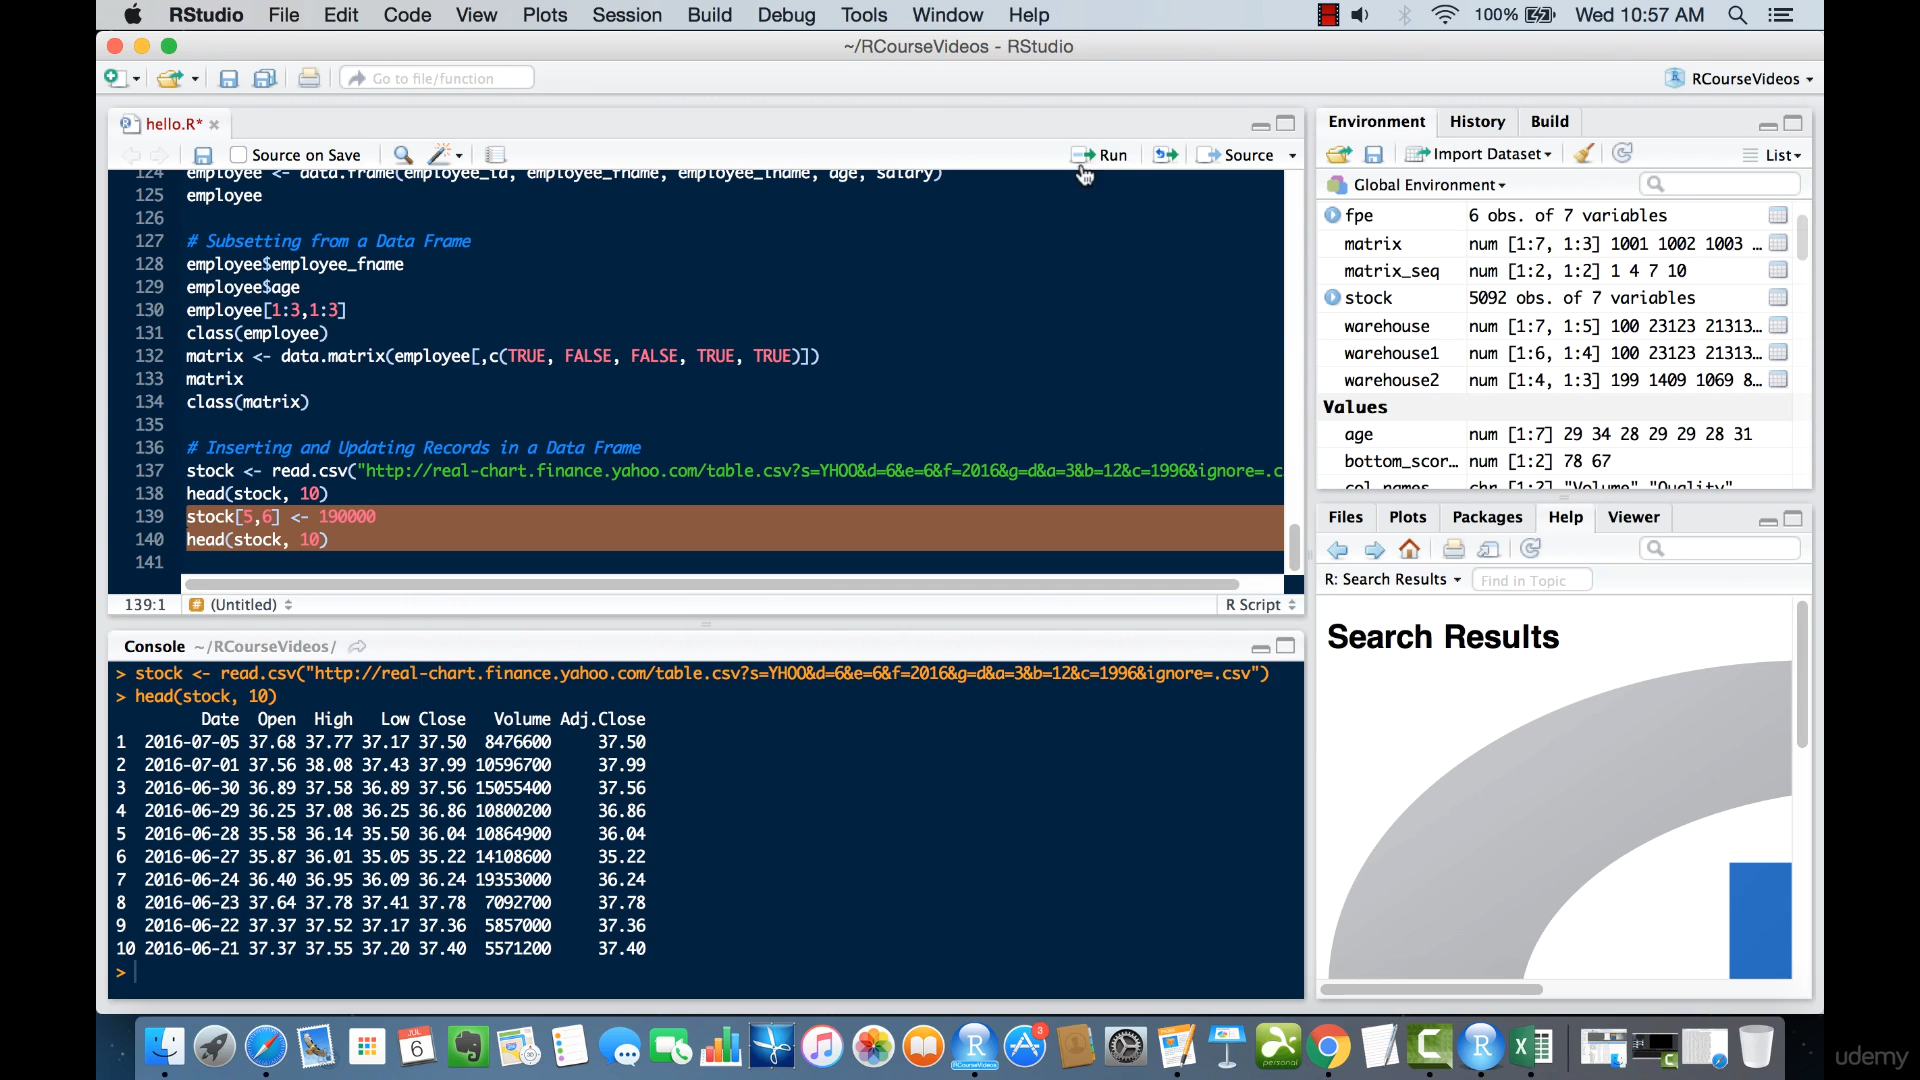 RStudio File Edit Code View Plots Session Build Debug Tools Window Help 100% Wed 10:57 AM
~/RCourseVideos - RStudio
Go to file/function RCourseVideos
hello.R*
Source on Save Run Source
124 employee <- data.frame(employee_id, employee_fname, employee_lname, age, salary)
125 employee
126
127 # Subsetting from a Data Frame
128 employee$employee_fname
129 employee$age
130 employee[1:3,1:3]
131 class(employee)
132 matrix <- data.matrix(employee[,c(TRUE, FALSE, FALSE, TRUE, TRUE)])
133 matrix
134 class(matrix)
135
136 # Inserting and Updating Records in a Data Frame
137 stock <- read.csv("http://real-chart.finance.yahoo.com/table.csv?s=YHOO&d=6&e=6&f=2016&g=d&a=3&b=12&c=1996&ignore=.c
138 head(stock, 10)
139 stock[5,6] <- 190000
140 head(stock, 10)
141
139:1 (Untitled) R Script
Console ~/RCourseVideos/
> stock <- read.csv("http://real-chart.finance.yahoo.com/table.csv?s=YHOO&d=6&e=6&f=2016&g=d&a=3&b=12&c=1996&ignore=.csv")
> head(stock, 10)
Date Open High Low Close Volume Adj.Close
1 2016-07-05 37.68 37.77 37.17 37.50 8476600 37.50
2 2016-07-01 37.56 38.08 37.43 37.99 10596700 37.99
3 2016-06-30 36.89 37.58 36.89 37.56 15055400 37.56
4 2016-06-29 36.25 37.08 36.25 36.86 10800200 36.86
5 2016-06-28 35.58 36.14 35.50 36.04 10864900 36.04
6 2016-06-27 35.87 36.01 35.05 35.22 14108600 35.22
7 2016-06-24 36.40 36.95 36.09 36.24 19353000 36.24
8 2016-06-23 37.64 37.78 37.41 37.78 7092700 37.78
9 2016-06-22 37.37 37.52 37.17 37.36 5857000 37.36
10 2016-06-21 37.37 37.55 37.20 37.40 5571200 37.40
>
Environment History Build
Import Dataset List
Global Environment
fpe 6 obs. of 7 variables
matrix num [1:7, 1:3] 1001 1002 1003 ...
matrix_seq num [1:2, 1:2] 1 4 7 10
stock 5092 obs. of 7 variables
warehouse num [1:7, 1:5] 100 23123 21313...
warehouse1 num [1:6, 1:4] 100 23123 21313...
warehouse2 num [1:4, 1:3] 199 1409 1069 8...
Values
age num [1:7] 29 34 28 29 29 28 31
bottom_scor... num [1:2] 78 67
col_names chr [1:2] "Volume" "Quality"
Files Plots Packages Help Viewer
R: Search Results Find in Topic
Search Results
JUL
6
3
personal
udemy